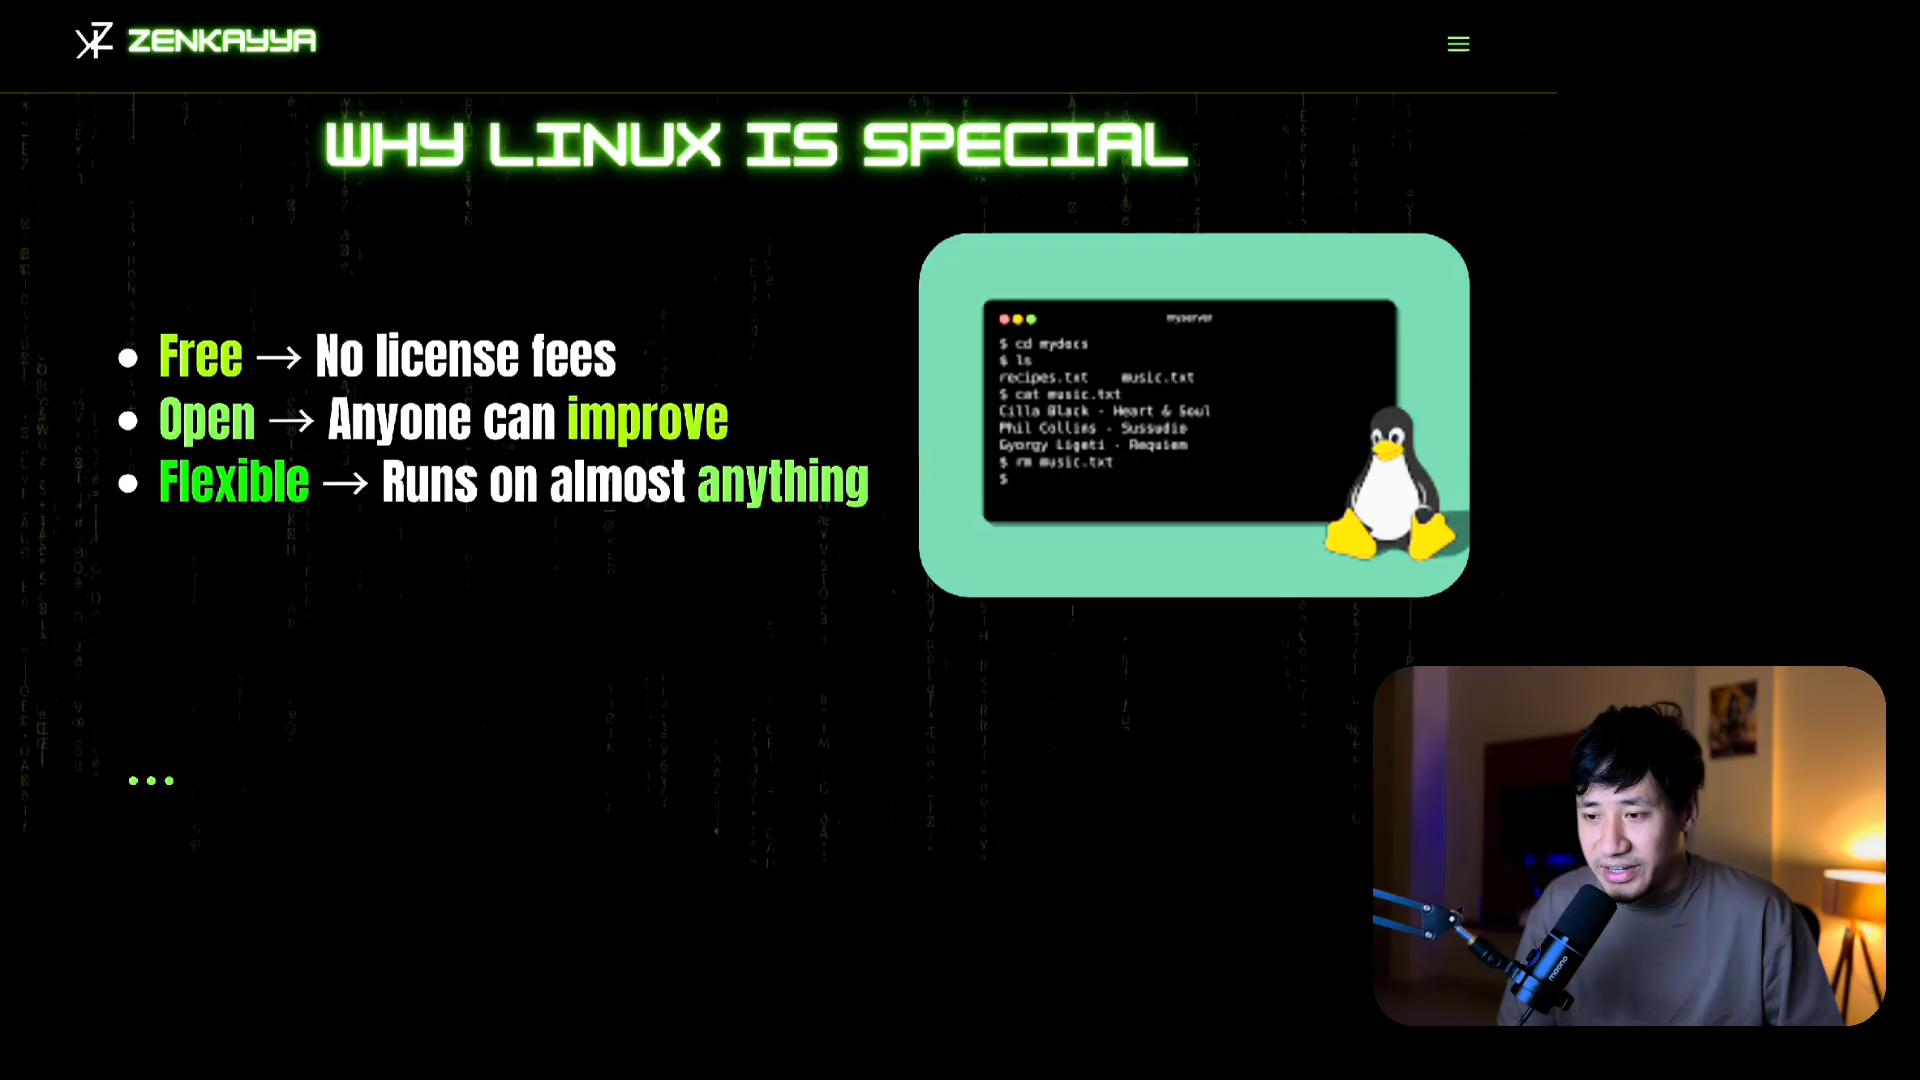 ZENKAYYA
WHY LINUX IS SPECIAL
• Free → No license fees
• Open → Anyone can improve
• Flexible → Runs on almost anything
myserver
$ cd mydocs
$ ls
recipes.txt music.txt
$ cat music.txt
Cilla Black - Heart & Soul
Phil Collins - Sussudio
Gyorgy Ligeti - Requiem
$ rm music.txt
$
maono